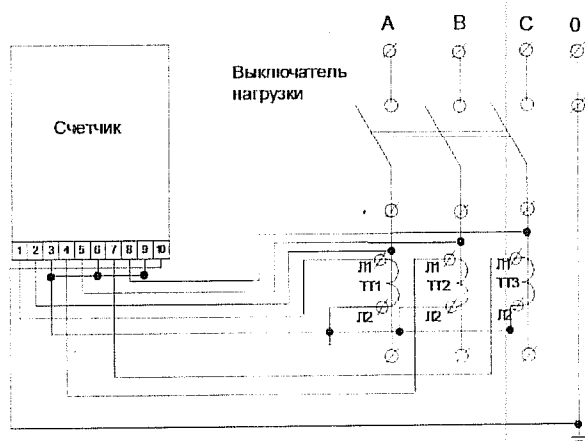 А В С 0
Выключатель
нагрузки
Счетчик
1 2 3 4 5 6 7 8 9 10
Л1 Л1 Л1
ТТ1 ТТ2 ТТ3
Л2 Л2 Л2